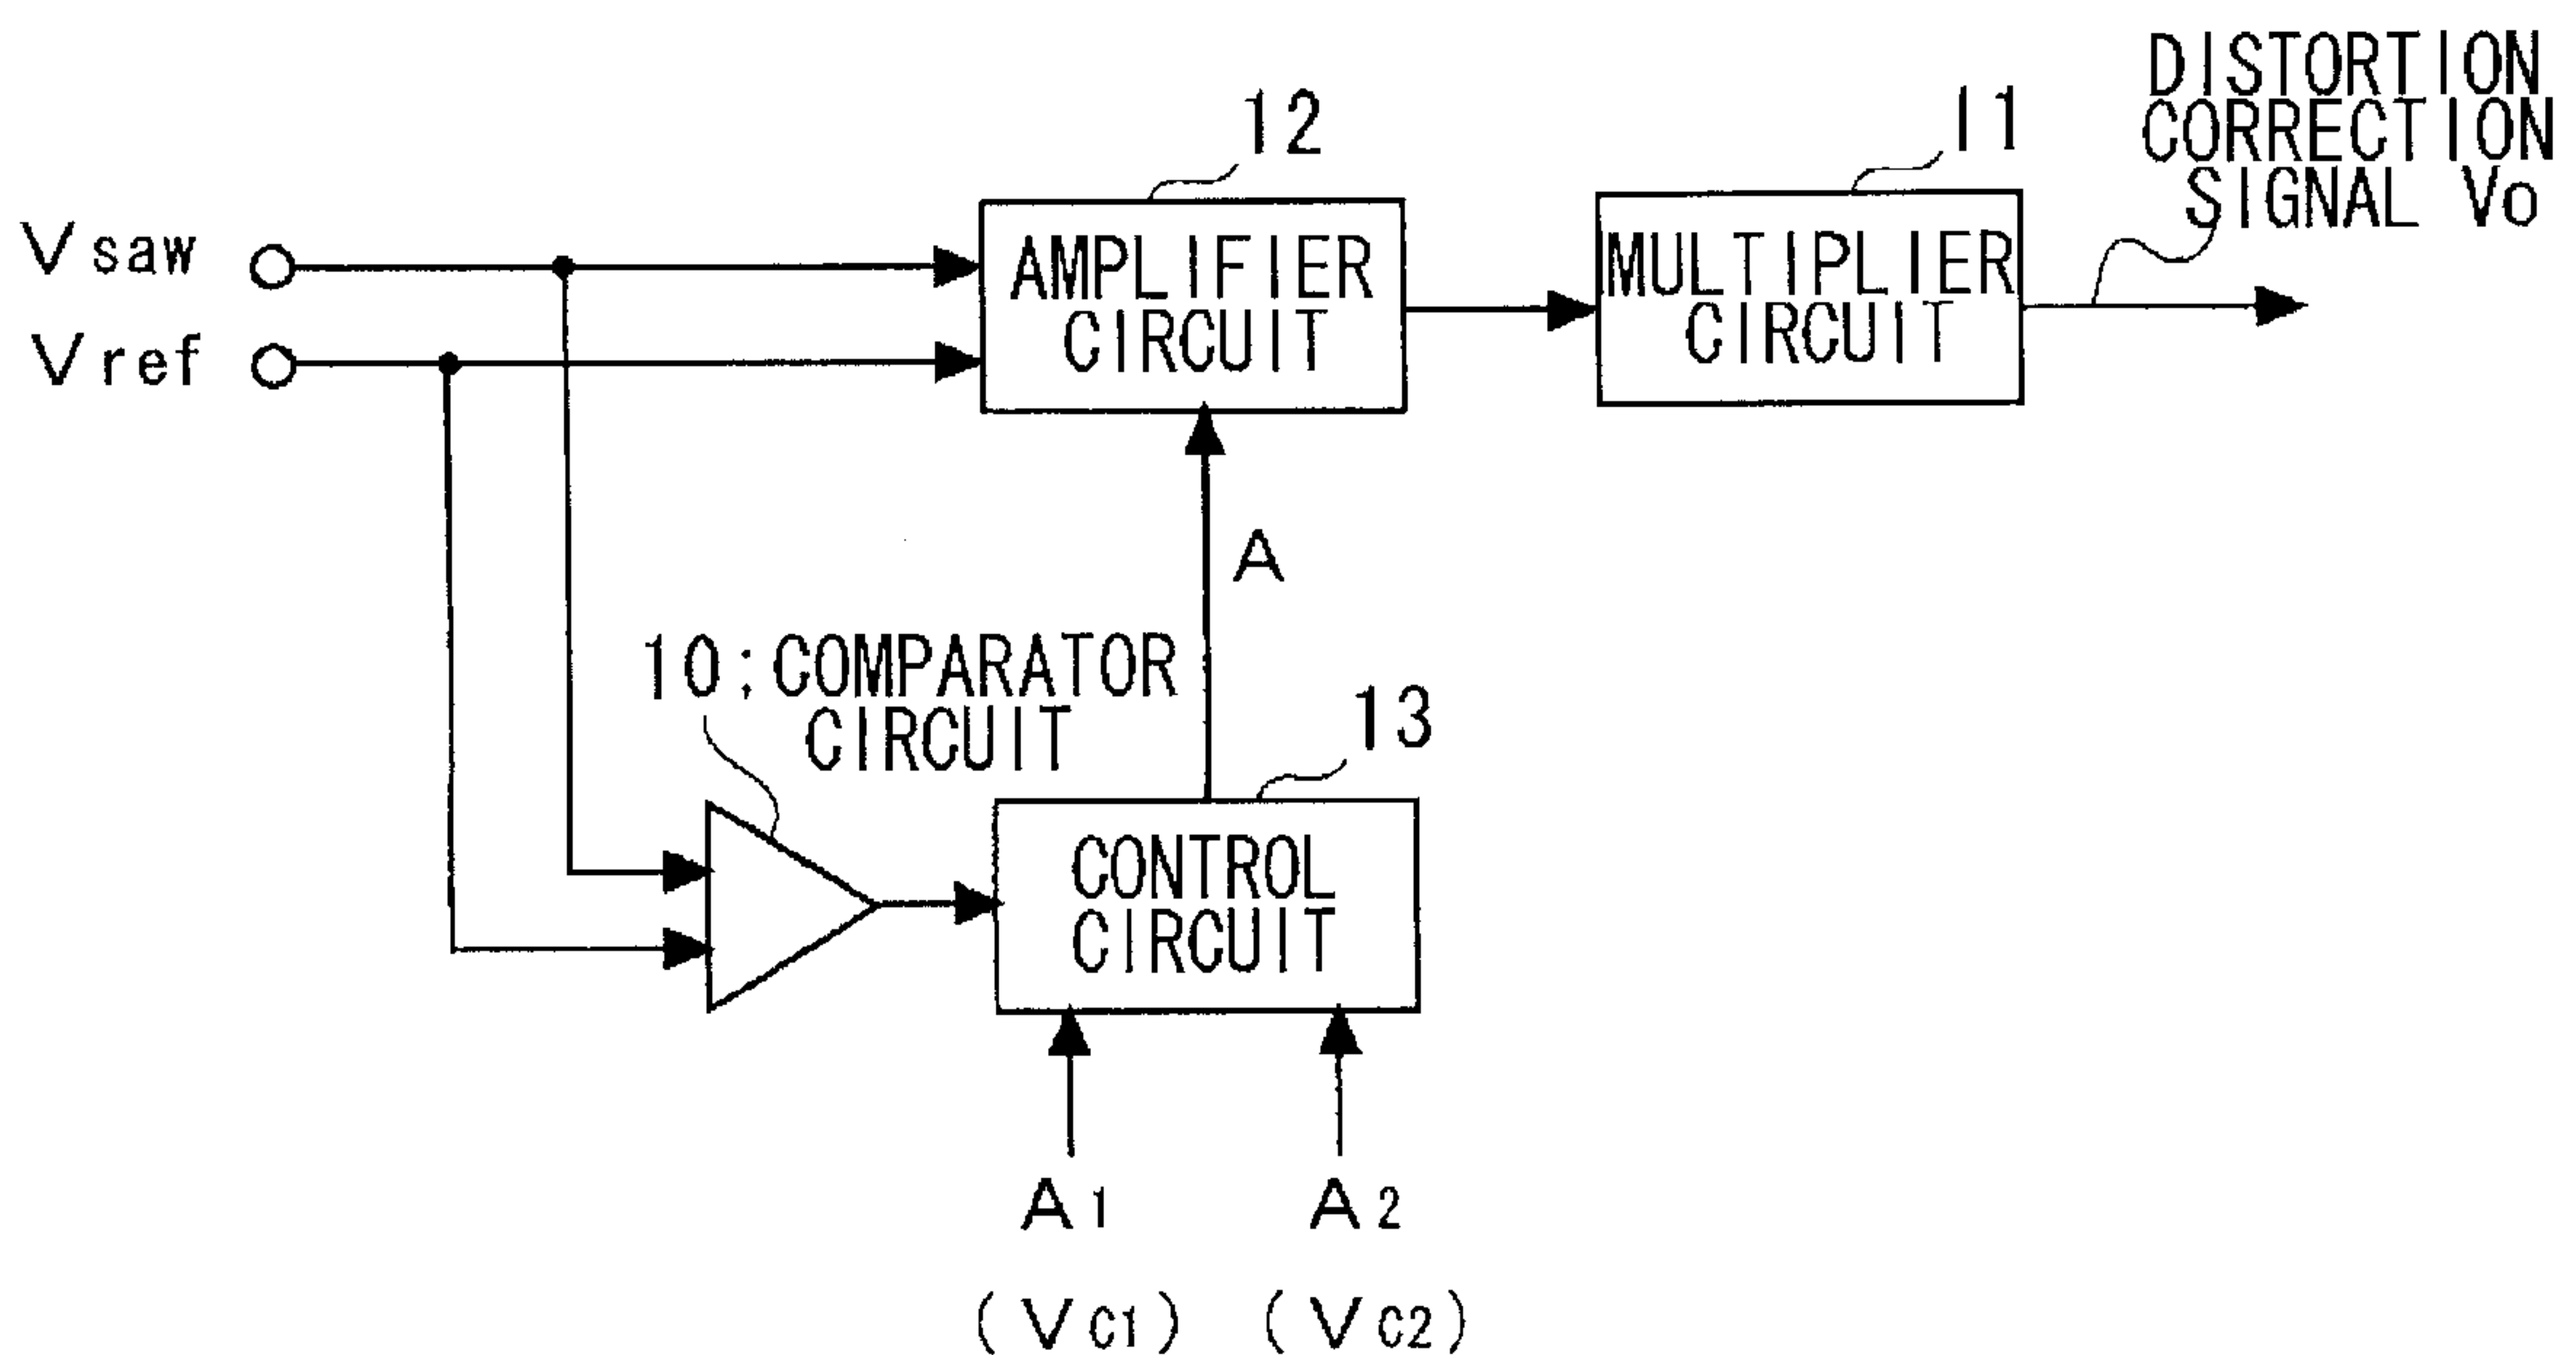 DISTORTION
CORRECTION
SIGNAL Vo
12
11
Vsaw
Vref
AMPLIFIER
CIRCUIT
MULTIPLIER
CIRCUIT
A
10;COMPARATOR
CIRCUIT
13
CONTROL
CIRCUIT
A1
A2
(VC1)
(VC2)